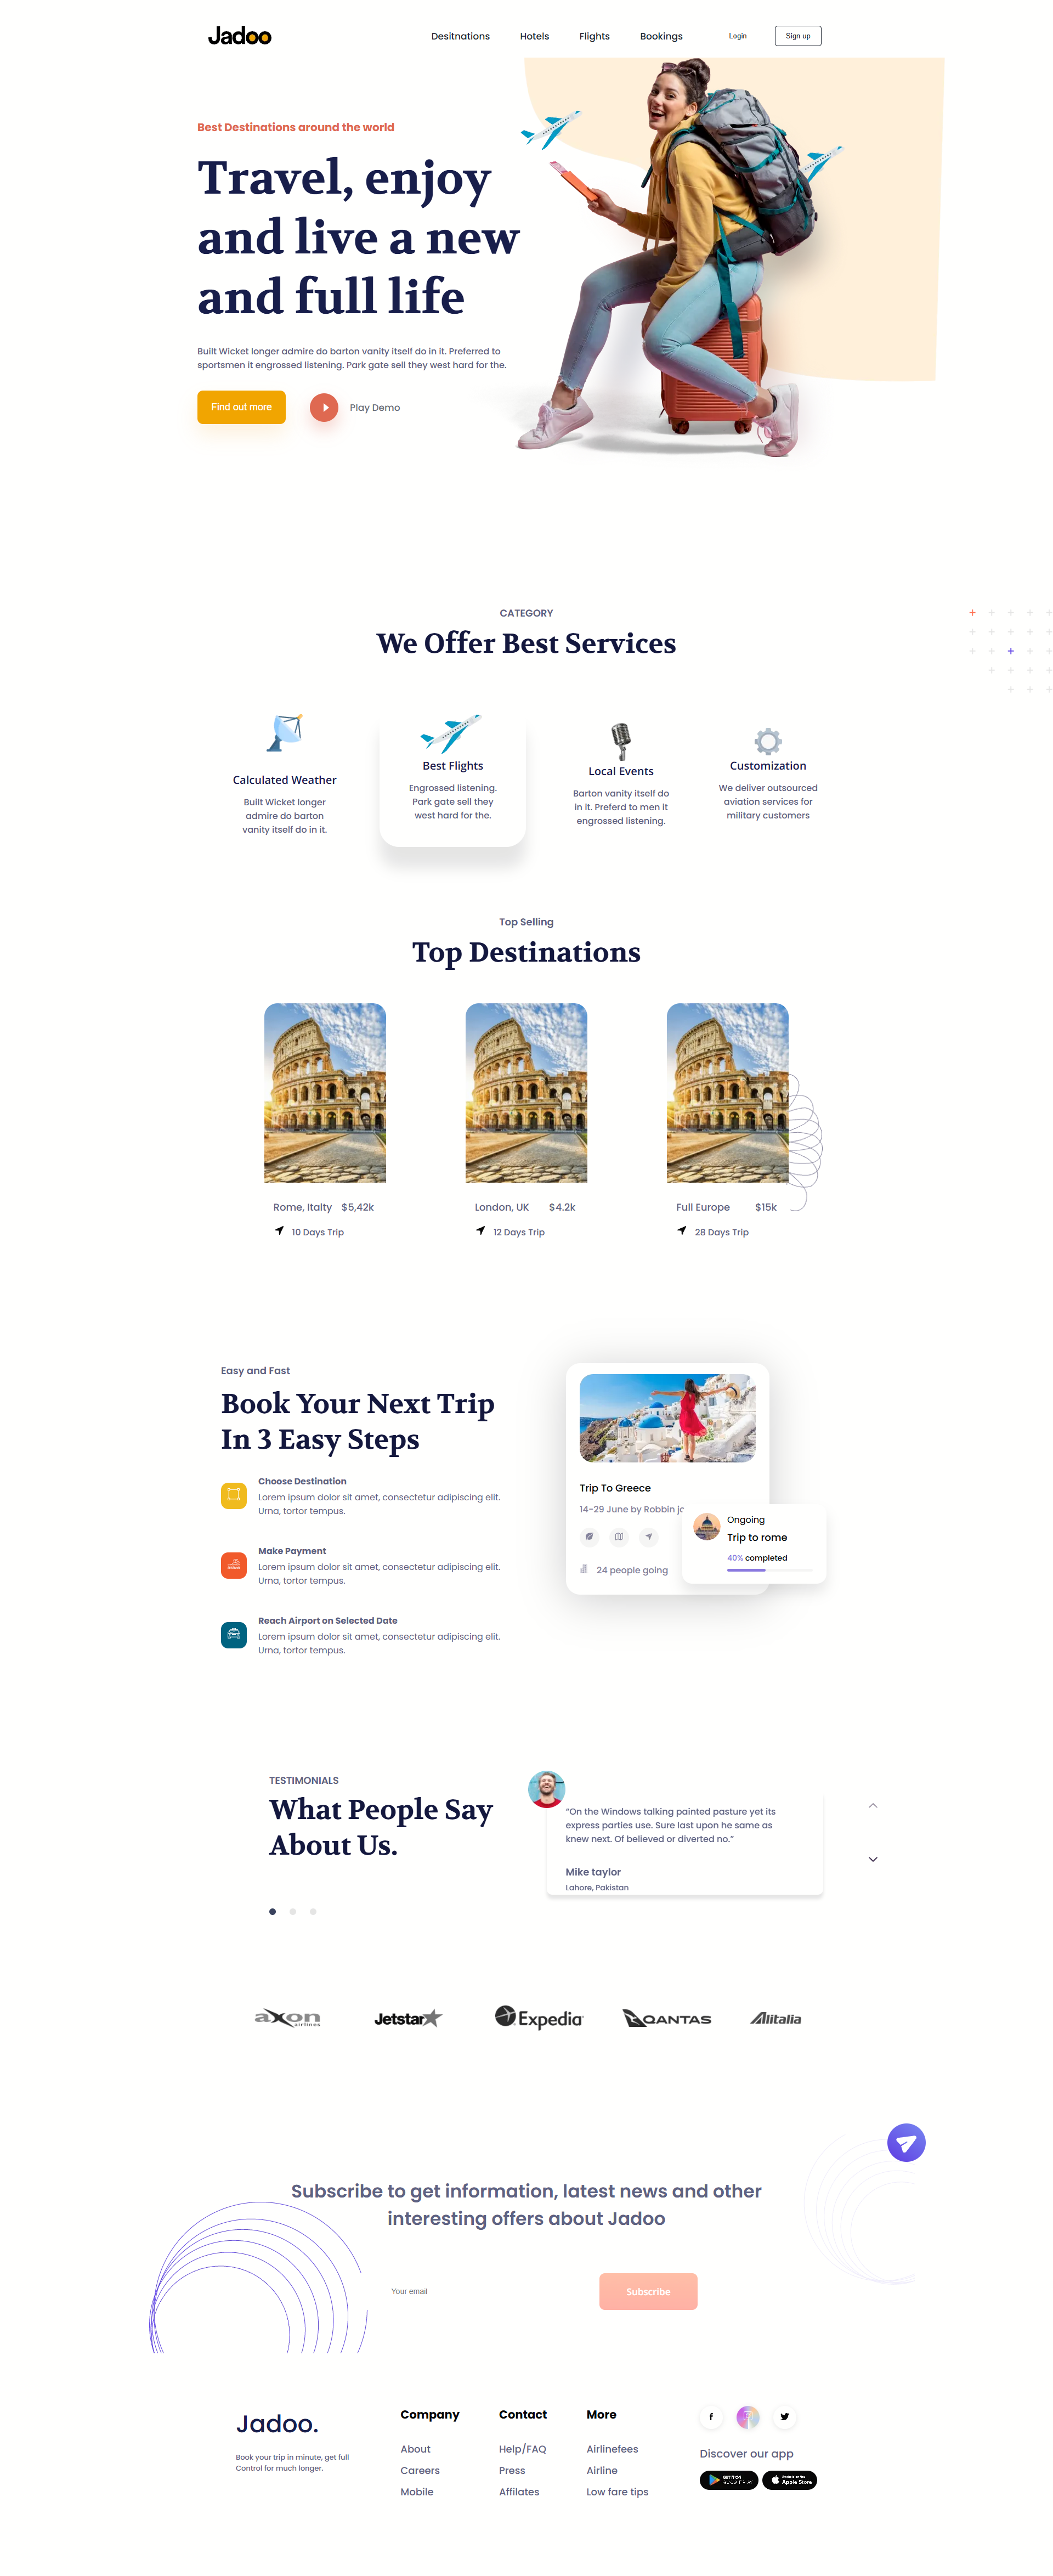 Jadoo
Desitnations Hotels Flights Bookings Login Sign up
Best Destinations around the world
Travel, enjoy
and live a new
and full life
Built Wicket longer admire do barton vanity itself do in it. Preferred to
sportsmen it engrossed listening. Park gate sell they west hard for the.
Find out more
Play Demo
CATEGORY
We Offer Best Services
Calculated Weather
Built Wicket longer
admire do barton
vanity itself do in it.
Best Flights
Engrossed listening.
Park gate sell they
west hard for the.
Local Events
Barton vanity itself do
in it. Preferd to men it
engrossed listening.
Customization
We deliver outsourced
aviation services for
military customers
Top Selling
Top Destinations
Rome, Italty $5,42k
10 Days Trip
London, UK $4.2k
12 Days Trip
Full Europe $15k
28 Days Trip
Easy and Fast
Book Your Next Trip
In 3 Easy Steps
Choose Destination
Lorem ipsum dolor sit amet, consectetur adipiscing elit.
Urna, tortor tempus.
Make Payment
Lorem ipsum dolor sit amet, consectetur adipiscing elit.
Urna, tortor tempus.
Reach Airport on Selected Date
Lorem ipsum dolor sit amet, consectetur adipiscing elit.
Urna, tortor tempus.
Trip To Greece
14-29 June by Robbin jo
24 people going
Ongoing
Trip to rome
40% completed
TESTIMONIALS
What People Say
About Us.
“On the Windows talking painted pasture yet its
express parties use. Sure last upon he same as
knew next. Of believed or diverted no.”
Mike taylor
Lahore, Pakistan
axon
airlines
Jetstar
Expedia
QANTAS
Alitalia
Subscribe to get information, latest news and other
interesting offers about Jadoo
Your email
Subscribe
Jadoo.
Book your trip in minute, get full
Control for much longer.
Company
About
Careers
Mobile
Contact
Help/FAQ
Press
Affilates
More
Airlinefees
Airline
Low fare tips
f
Discover our app
GET IT ON
Available on the
Apple Store